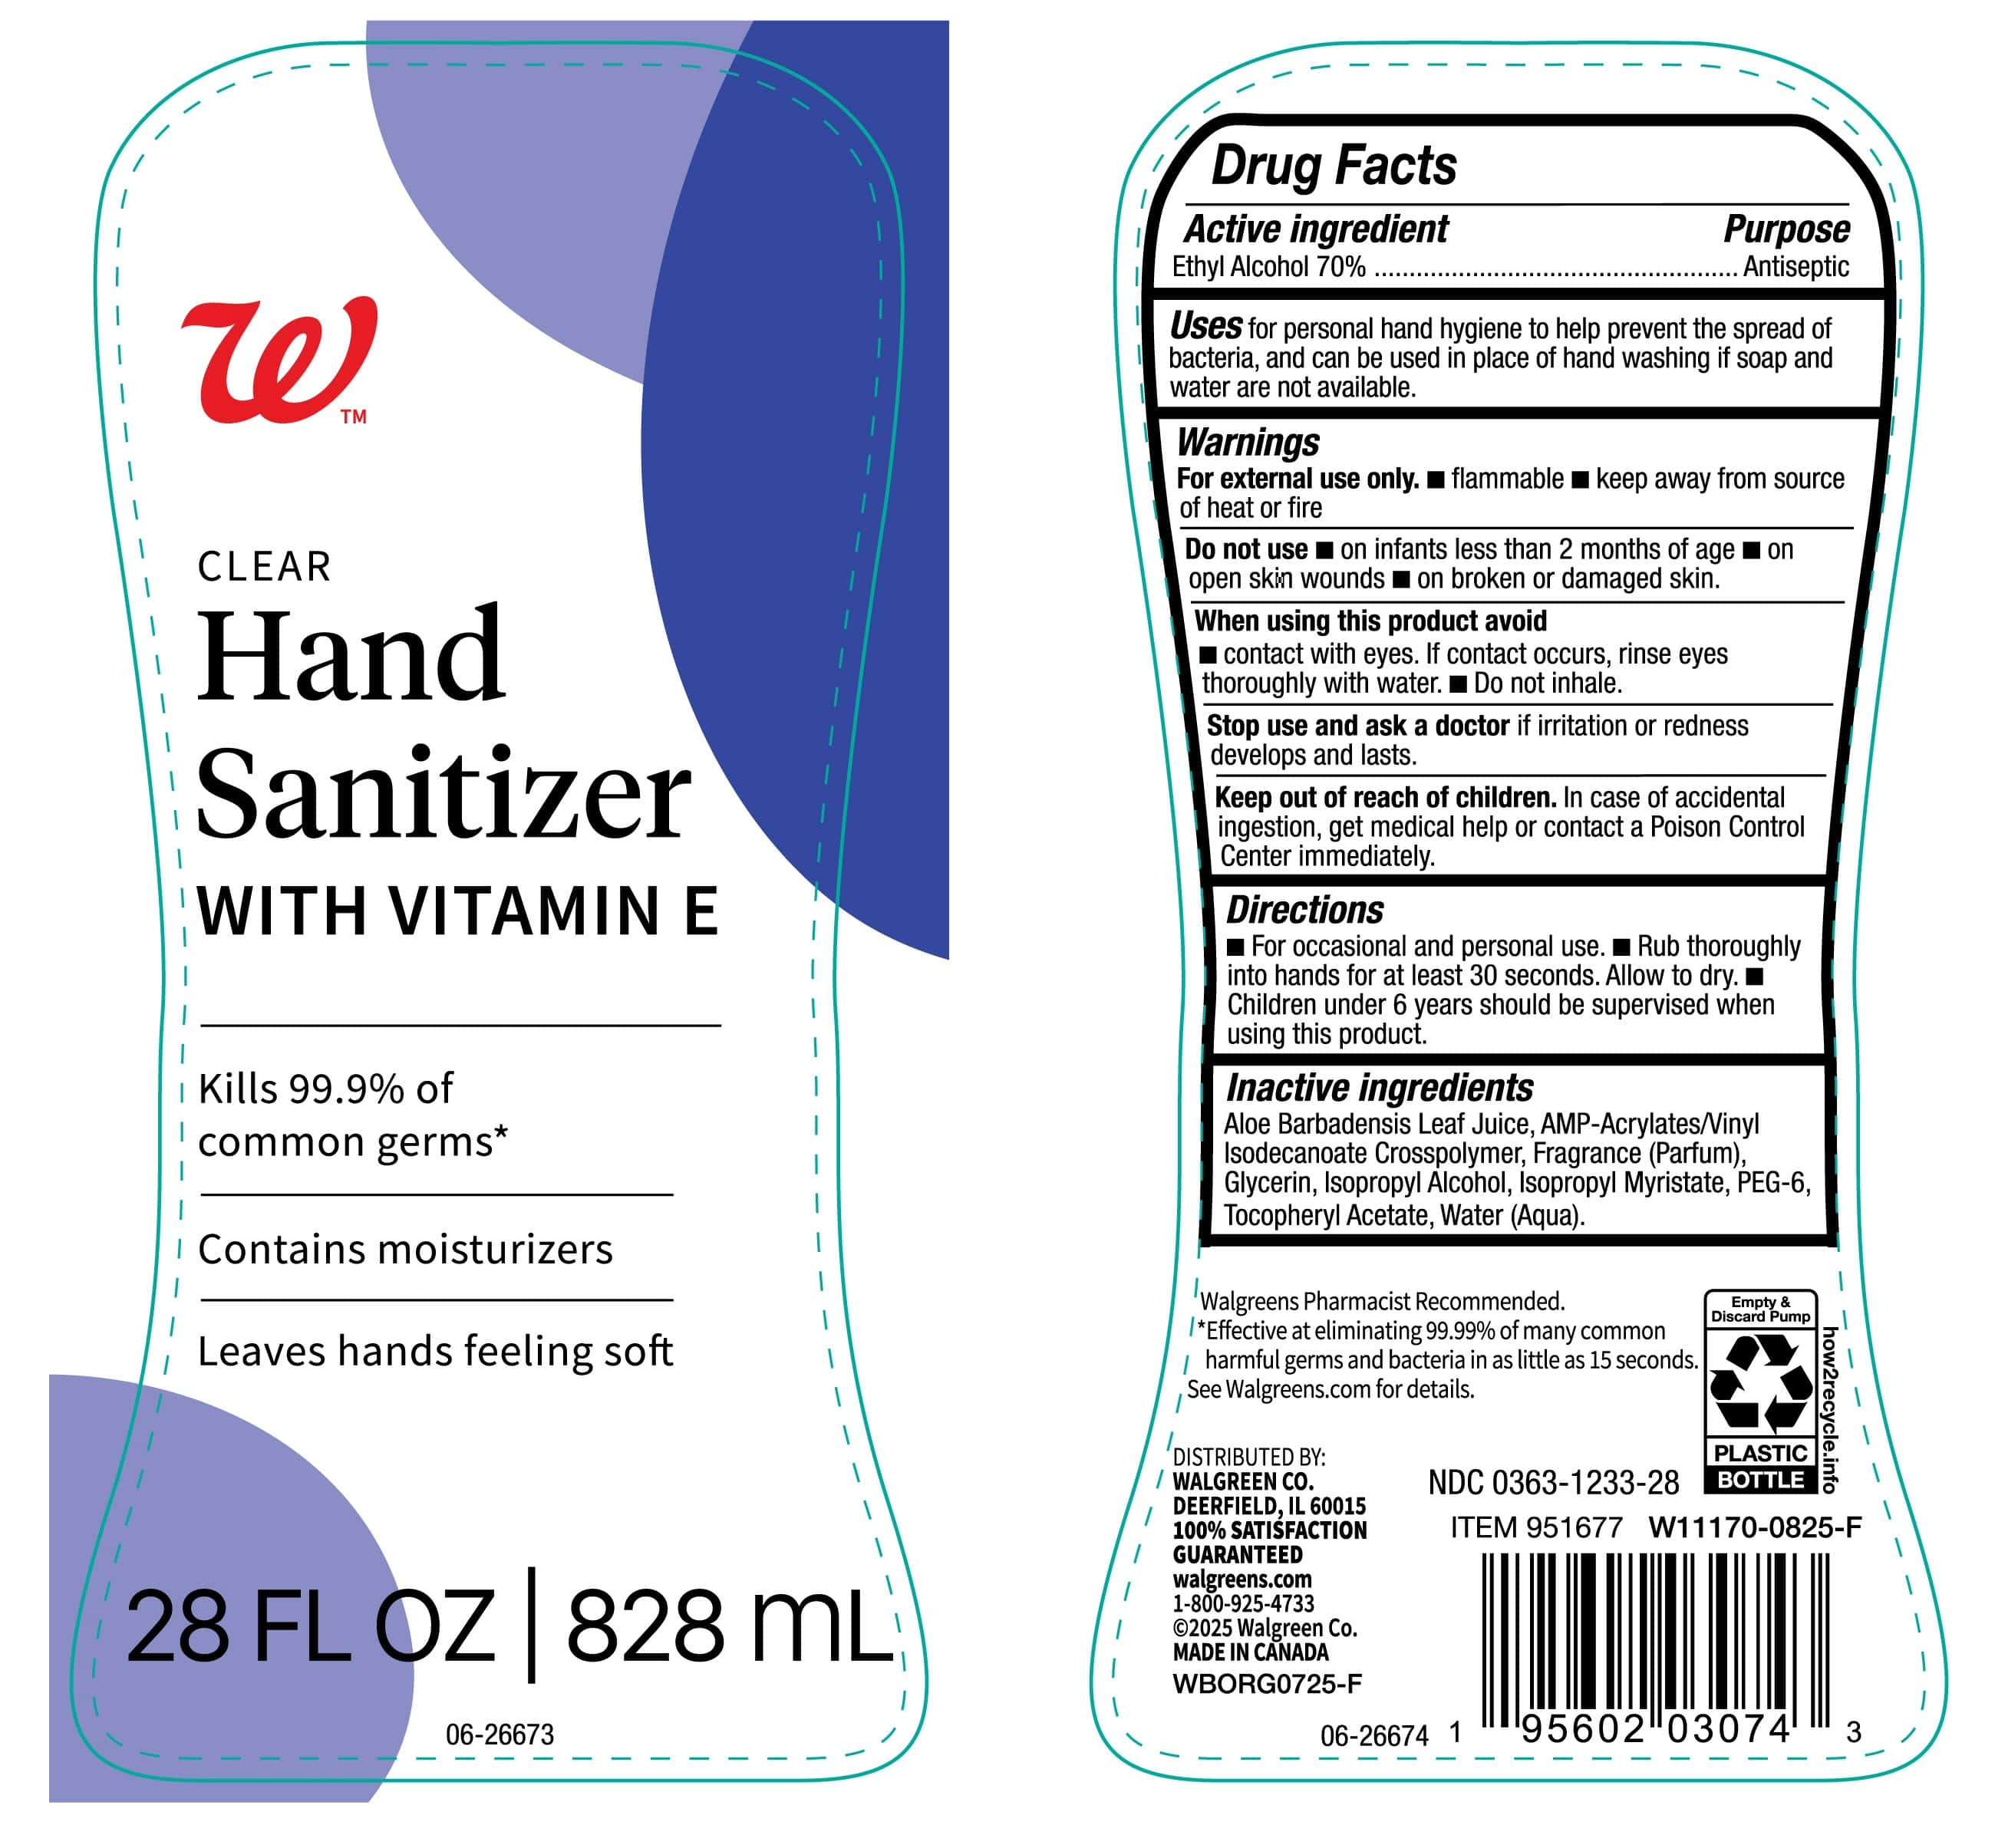 W
TM
CLEAR
Hand
Sanitizer
WITH VITAMIN E
Kills 99.9% of
common germs*
Contains moisturizers
Leaves hands feeling soft
28 FL OZ | 828 mL
06-26673
Drug Facts
Active ingredient Purpose
Ethyl Alcohol 70% ..................................................... Antiseptic
Uses for personal hand hygiene to help prevent the spread of
bacteria, and can be used in place of hand washing if soap and
water are not available.
Warnings
For external use only. ■ flammable ■ keep away from source
of heat or fire
Do not use ■ on infants less than 2 months of age ■ on
open skin wounds ■ on broken or damaged skin.
When using this product avoid
■ contact with eyes. If contact occurs, rinse eyes
thoroughly with water. ■ Do not inhale.
Stop use and ask a doctor if irritation or redness
develops and lasts.
Keep out of reach of children. In case of accidental
ingestion, get medical help or contact a Poison Control
Center immediately.
Directions
■ For occasional and personal use. ■ Rub thoroughly
into hands for at least 30 seconds. Allow to dry. ■
Children under 6 years should be supervised when
using this product.
Inactive ingredients
Aloe Barbadensis Leaf Juice, AMP-Acrylates/Vinyl
Isodecanoate Crosspolymer, Fragrance (Parfum),
Glycerin, Isopropyl Alcohol, Isopropyl Myristate, PEG-6,
Tocopheryl Acetate, Water (Aqua).
Walgreens Pharmacist Recommended.
*Effective at eliminating 99.99% of many common
harmful germs and bacteria in as little as 15 seconds.
See Walgreens.com for details.
Empty &
Discard Pump
PLASTIC
BOTTLE
how2recycle.info
DISTRIBUTED BY:
WALGREEN CO.
DEERFIELD, IL 60015
100% SATISFACTION
GUARANTEED
walgreens.com
1-800-925-4733
©2025 Walgreen Co.
MADE IN CANADA
WBORG0725-F
NDC 0363-1233-28
ITEM 951677 W11170-0825-F
06-26674
1 95602 03074 3